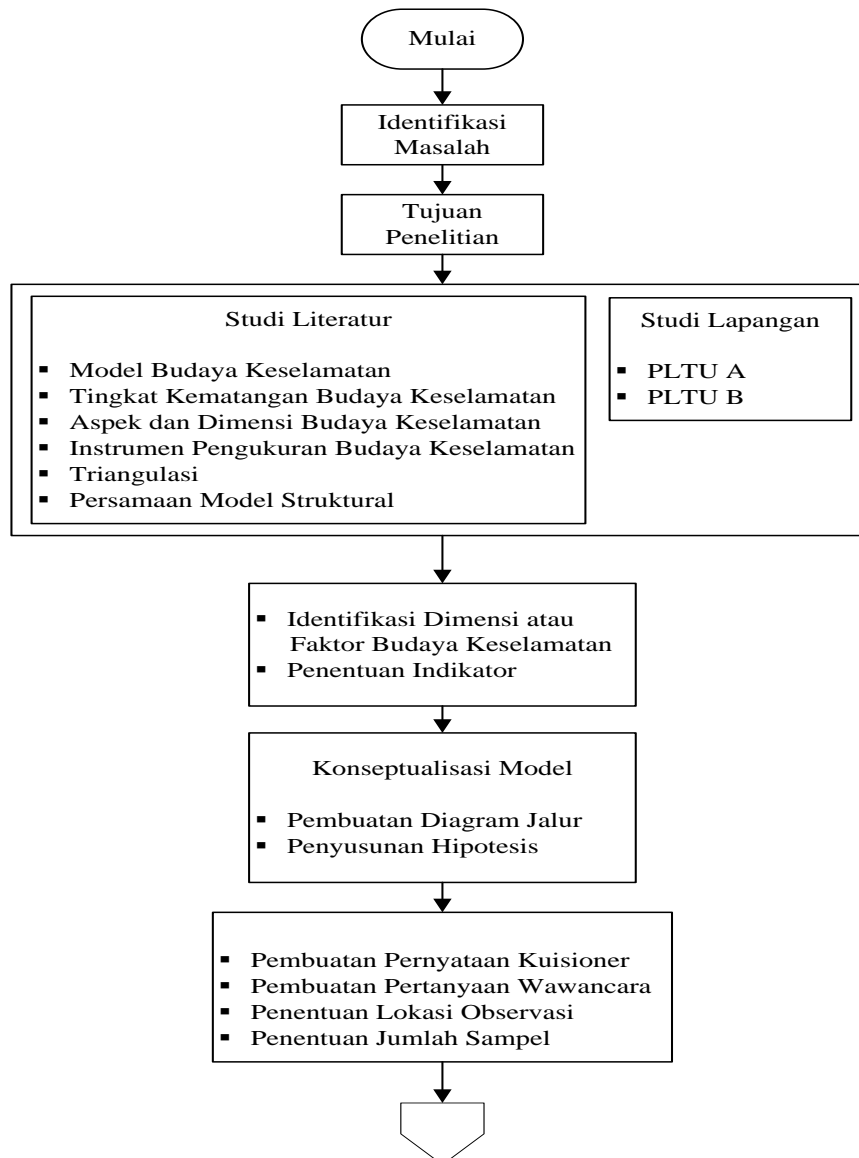 Mulai
Identifikasi
Masalah
Tujuan
Penelitian
Studi Literatur
▪ Model Budaya Keselamatan
▪ Tingkat Kematangan Budaya Keselamatan
▪ Aspek dan Dimensi Budaya Keselamatan
▪ Instrumen Pengukuran Budaya Keselamatan
▪ Triangulasi
▪ Persamaan Model Struktural
Studi Lapangan
▪ PLTU A
▪ PLTU B
▪ Identifikasi Dimensi atau
Faktor Budaya Keselamatan
▪ Penentuan Indikator
Konseptualisasi Model
▪ Pembuatan Diagram Jalur
▪ Penyusunan Hipotesis
▪ Pembuatan Pernyataan Kuisioner
▪ Pembuatan Pertanyaan Wawancara
▪ Penentuan Lokasi Observasi
▪ Penentuan Jumlah Sampel